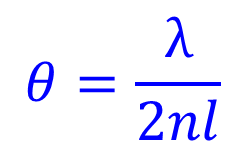 θ = λ / 2nl